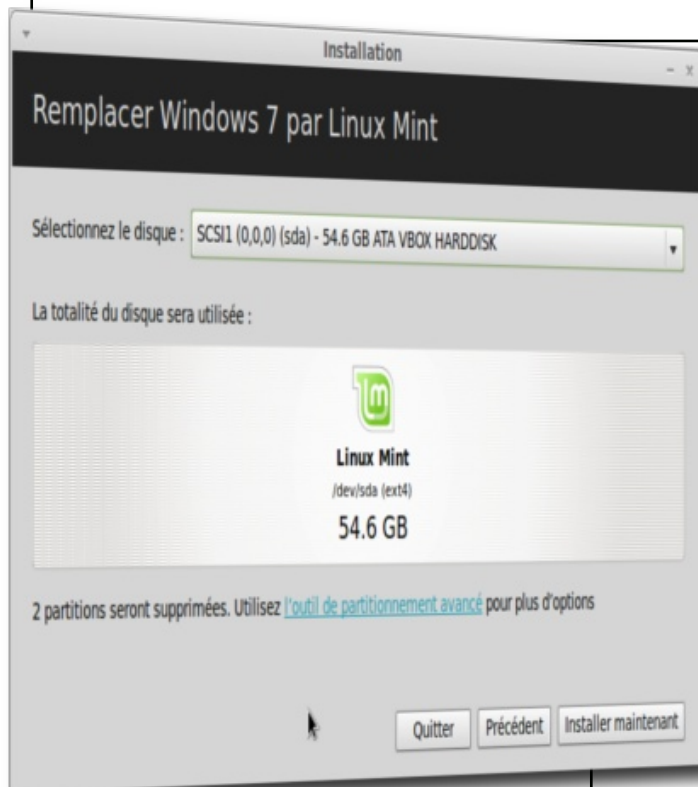 Installation
Remplacer Windows 7 par Linux Mint
Sélectionnez le disque : SCSI1 (0,0,0) (sda) - 54.6 GB ATA VBOX HARDDISK
La totalité du disque sera utilisée :
Linux Mint
/dev/sda (ext4)
54.6 GB
2 partitions seront supprimées. Utilisez l'outil de partitionnement avancé pour plus d'options
Quitter Précédent Installer maintenant